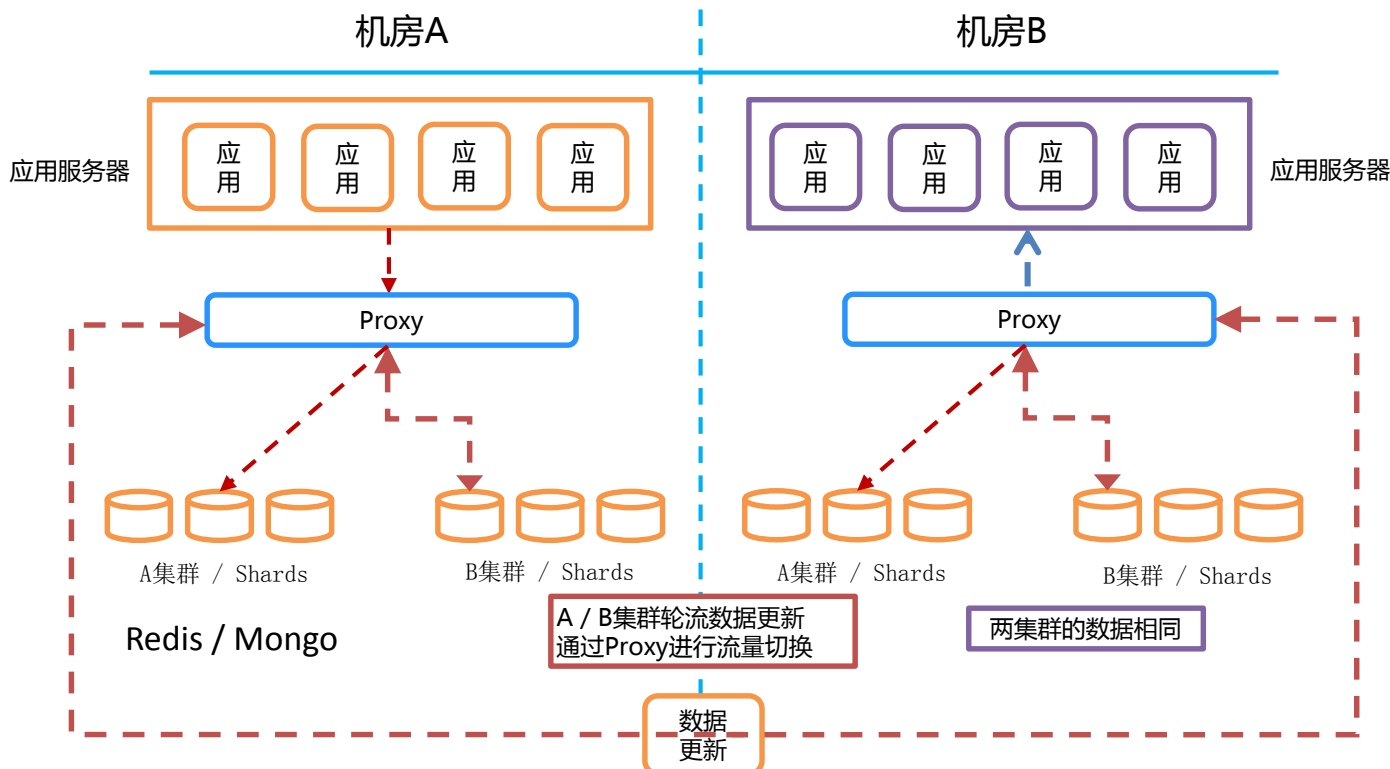 机房A
机房B
应用服务器
应用
应用
应用
应用
应用
应用
应用
应用
应用服务器
Proxy
Proxy
A集群 / Shards
B集群 / Shards
A集群 / Shards
B集群 / Shards
Redis / Mongo
A / B集群轮流数据更新
通过Proxy进行流量切换
两集群的数据相同
数据
更新